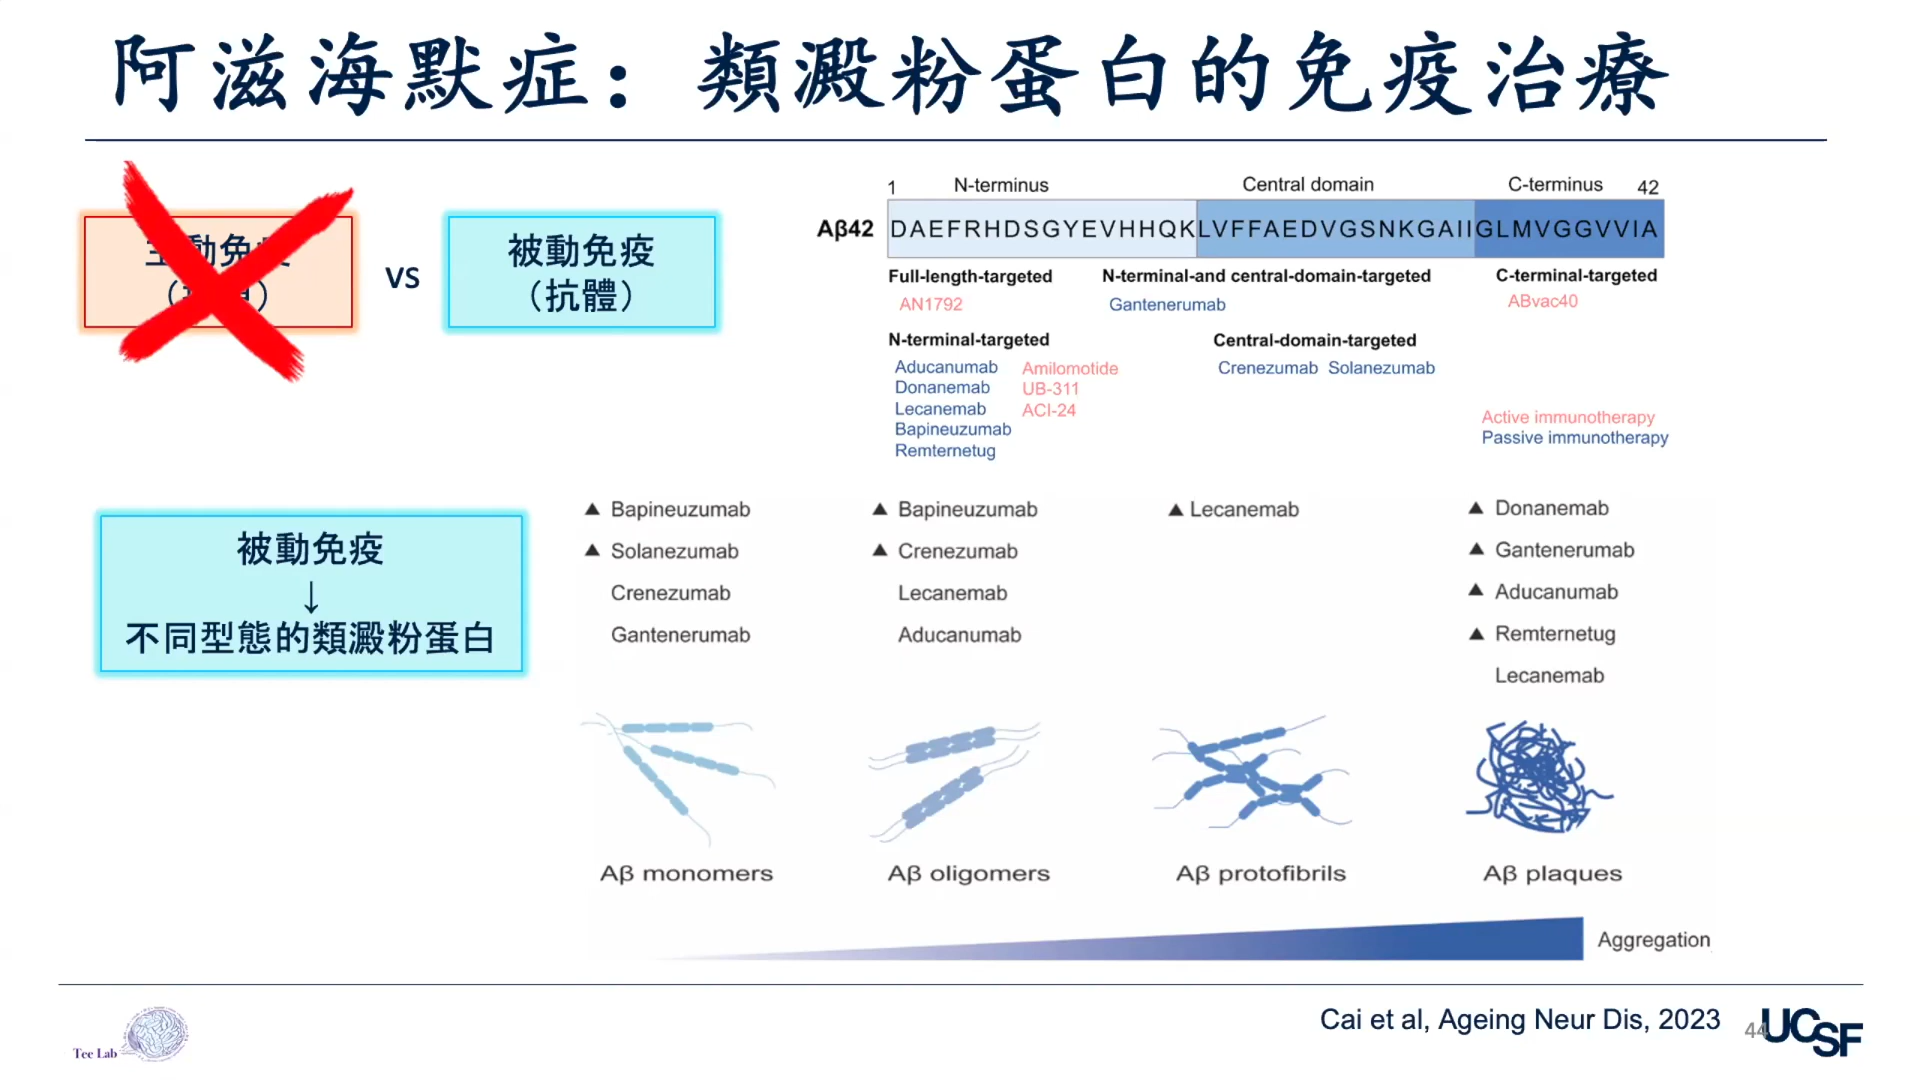 阿滋海默症：類澱粉蛋白的免疫治療
動免
VS
被動免疫
（抗體）
1 N-terminus Central domain C-terminus 42
Aβ42 DAEFRHDSGYEVHHQKLVFFAEDVGSNKGAIIGLMVGGVVIA
Full-length-targeted N-terminal-and central-domain-targeted C-terminal-targeted
AN1792 Gantenerumab ABvac40
N-terminal-targeted Central-domain-targeted
Aducanumab Amilomotide Crenezumab Solanezumab
Donanemab UB-311
Lecanemab ACI-24
Bapineuzumab
Remternetug
Active immunotherapy
Passive immunotherapy
被動免疫
↓
不同型態的類澱粉蛋白
▲ Bapineuzumab
▲ Solanezumab
Crenezumab
Gantenerumab
▲ Bapineuzumab
▲ Crenezumab
Lecanemab
Aducanumab
▲ Lecanemab
▲ Donanemab
▲ Gantenerumab
▲ Aducanumab
▲ Remternetug
Lecanemab
Aβ monomers Aβ oligomers Aβ protofibrils Aβ plaques
Aggregation
Tee Lab
Cai et al, Ageing Neur Dis, 2023
44
UCSF